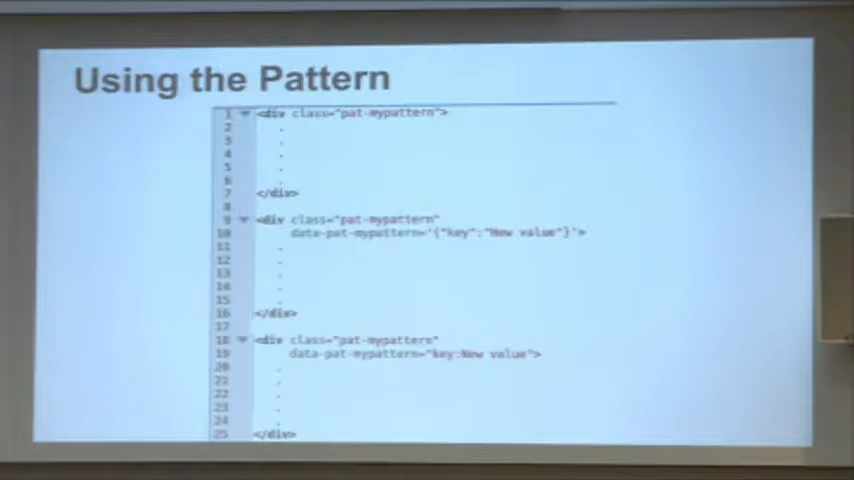 Using the Pattern
1 <div class="pat-mypattern">
2 .
3 .
4 .
5 .
6 .
7 </div>
8
9 <div class="pat-mypattern"
10 data-pat-mypattern='{"key":"New value"}'>
11 .
12 .
13 .
14 .
15 .
16 </div>
17
18 <div class="pat-mypattern"
19 data-pat-mypattern="key:New value">
20 .
21 .
22 .
23 .
24 .
25 </div>